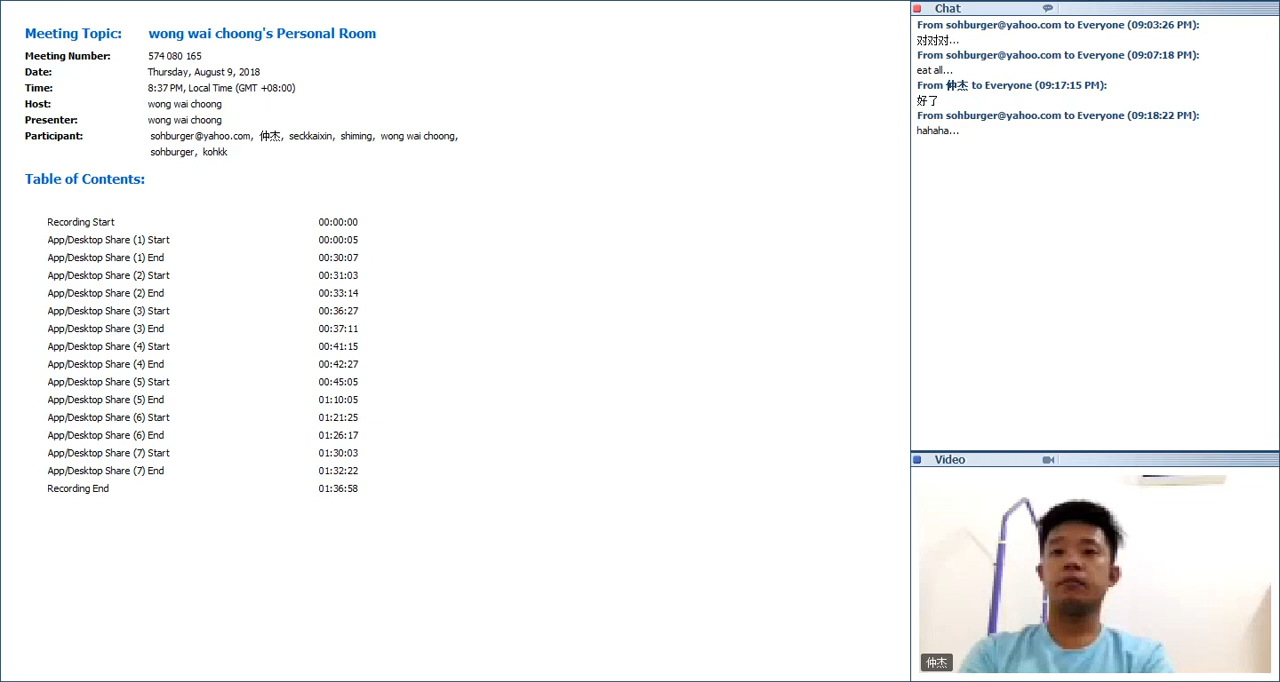 Meeting Topic: wong wai choong's Personal Room
Meeting Number: 574 080 165
Date: Thursday, August 9, 2018
Time: 8:37 PM, Local Time (GMT +08:00)
Host: wong wai choong
Presenter: wong wai choong
Participant: sohburger@yahoo.com, 仲杰, seckkaixin, shiming, wong wai choong,
sohburger, kohkk
Table of Contents:
Recording Start 00:00:00
App/Desktop Share (1) Start 00:00:05
App/Desktop Share (1) End 00:30:07
App/Desktop Share (2) Start 00:31:03
App/Desktop Share (2) End 00:33:14
App/Desktop Share (3) Start 00:36:27
App/Desktop Share (3) End 00:37:11
App/Desktop Share (4) Start 00:41:15
App/Desktop Share (4) End 00:42:27
App/Desktop Share (5) Start 00:45:05
App/Desktop Share (5) End 01:10:05
App/Desktop Share (6) Start 01:21:25
App/Desktop Share (6) End 01:26:17
App/Desktop Share (7) Start 01:30:03
App/Desktop Share (7) End 01:32:22
Recording End 01:36:58
Chat
From sohburger@yahoo.com to Everyone (09:03:26 PM):
对对对...
From sohburger@yahoo.com to Everyone (09:07:18 PM):
eat all...
From 仲杰 to Everyone (09:17:15 PM):
好了
From sohburger@yahoo.com to Everyone (09:18:22 PM):
hahaha...
Video
仲杰